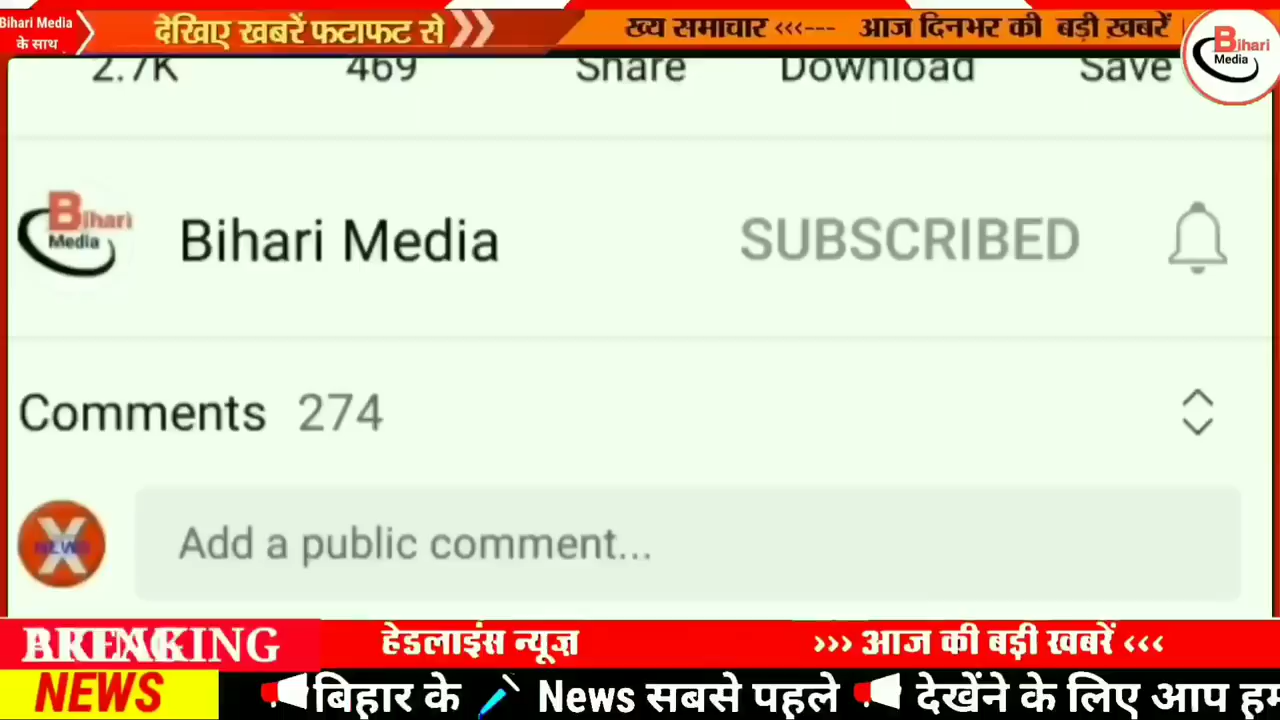 Bihari Media
के साथ
देखिए खबरें फटाफट से
ख्य समाचार <<<--- आज दिनभर की बड़ी ख़बरें
Bihari
Media
2.7K 469 Share Download Save
Bihari
Media
Bihari Media SUBSCRIBED
Comments 274
X
NEWS
Add a public comment...
BREAKING हेडलाइंस न्यूज़ >>> आज की बड़ी खबरें <<<
NEWS बिहार के News सबसे पहले देखेंने के लिए आप हम